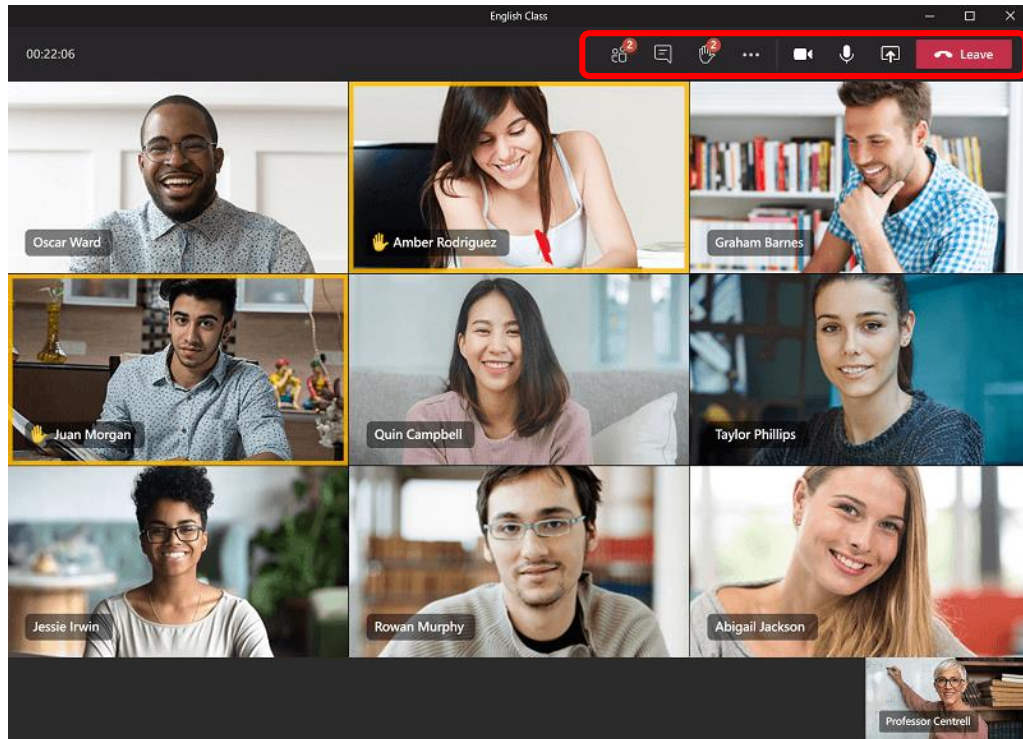 English Class
00:22:06
2
2
Leave
Oscar Ward
Amber Rodriguez
Graham Barnes
Juan Morgan
Quin Campbell
Taylor Phillips
Jessie Irwin
Rowan Murphy
Abigail Jackson
Professor Centrell